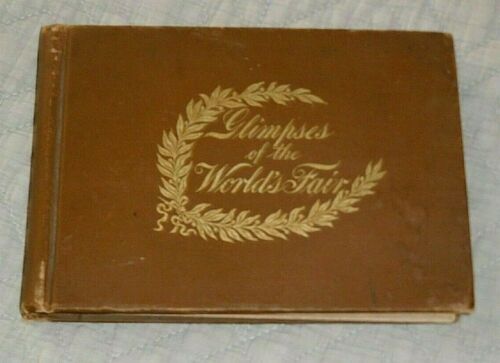 Glimpses
of the
World's Fair